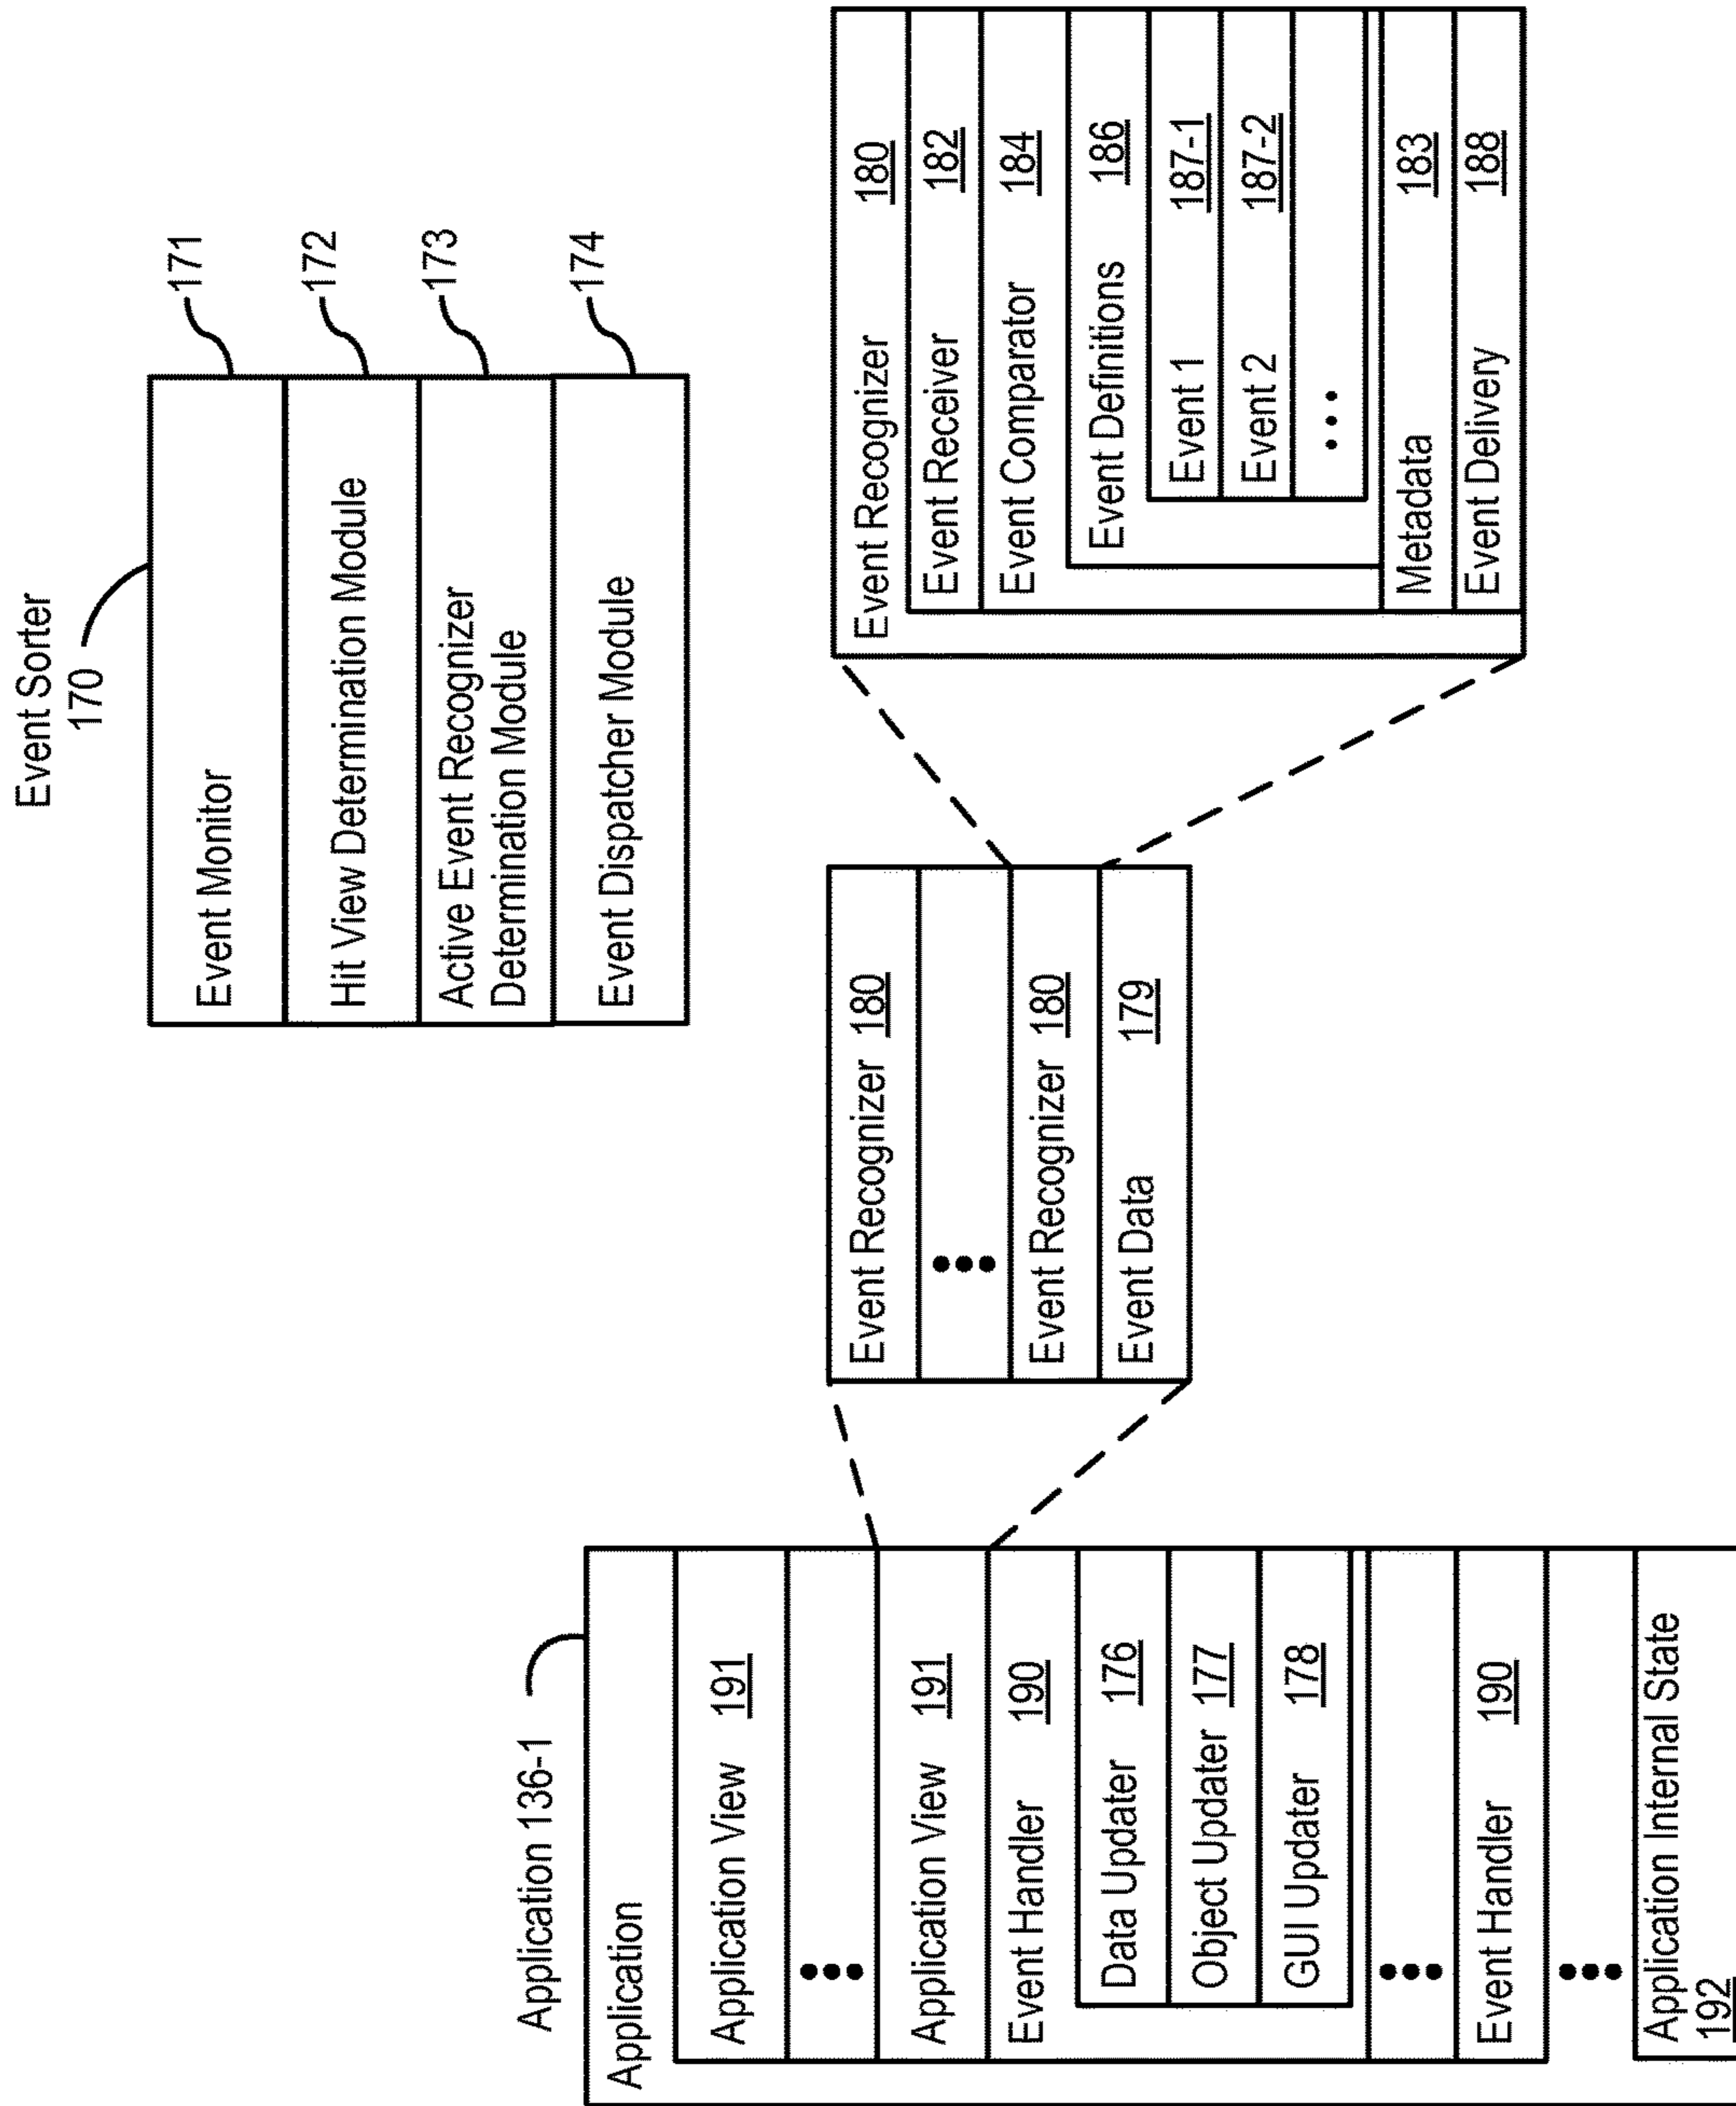 Event Sorter
170
Event Monitor
171
Hit View Determination Module
172
Active Event Recognizer
Determination Module
173
Event Dispatcher Module
174
Application 136-1
Application
Application View 191
•••
Application View 191
Event Handler 190
Data Updater 176
Object Updater 177
GUI Updater 178
•••
Event Handler 190
•••
Application Internal State
192
Event Recognizer 180
•••
Event Recognizer 180
Event Data 179
Event Recognizer 180
Event Receiver 182
Event Comparator 184
Event Definitions 186
Event 1 187-1
Event 2 187-2
•••
Metadata 183
Event Delivery 188